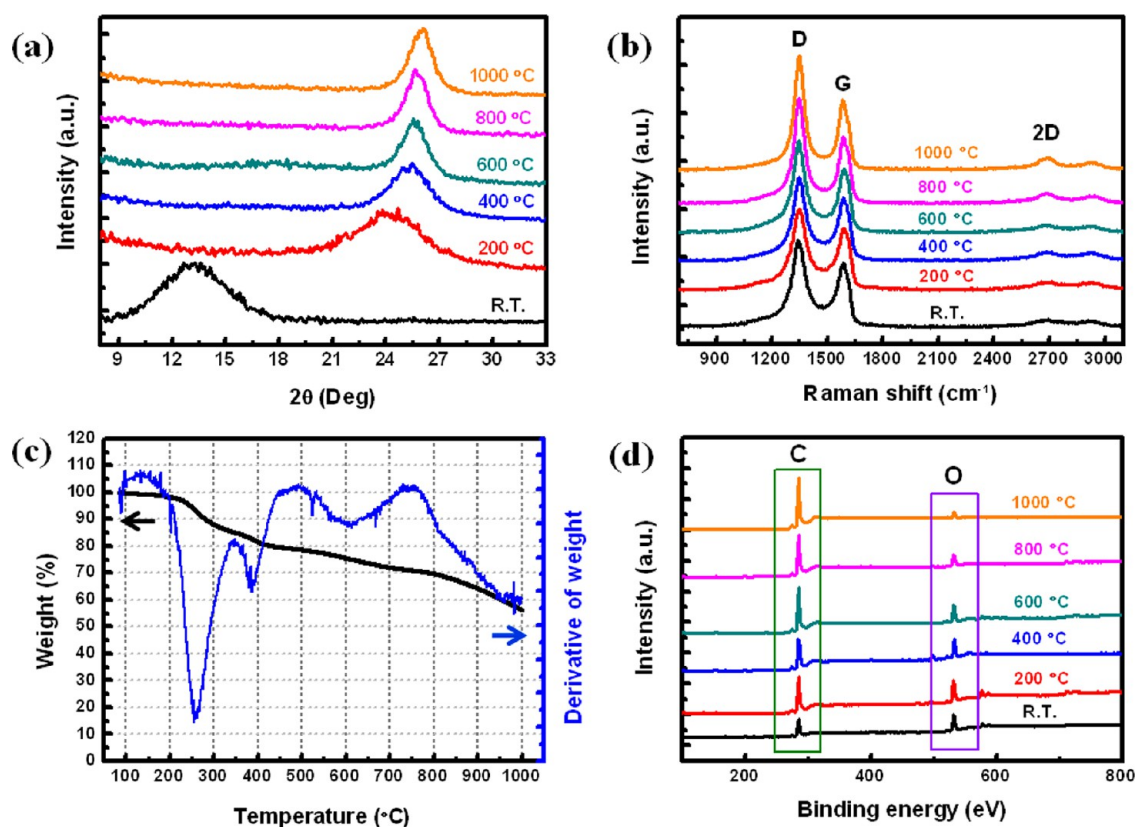 (a)
Intensity (a.u.)
1000 °C
800 °C
600 °C
400 °C
200 °C
R.T.
9 12 15 18 21 24 27 30 33
2θ (Deg)
(b)
Intensity (a.u.)
D
G
2D
1000 °C
800 °C
600 °C
400 °C
200 °C
R.T.
900 1200 1500 1800 2100 2400 2700 3000
Raman shift (cm⁻¹)
(c)
Weight (%)
120
110
100
90
80
70
60
50
40
30
20
10
0
100 200 300 400 500 600 700 800 900 1000
Temperature (°C)
Derivative of weight
(d)
Intensity (a.u.)
C
O
1000 °C
800 °C
600 °C
400 °C
200 °C
R.T.
200 400 600 800
Binding energy (eV)